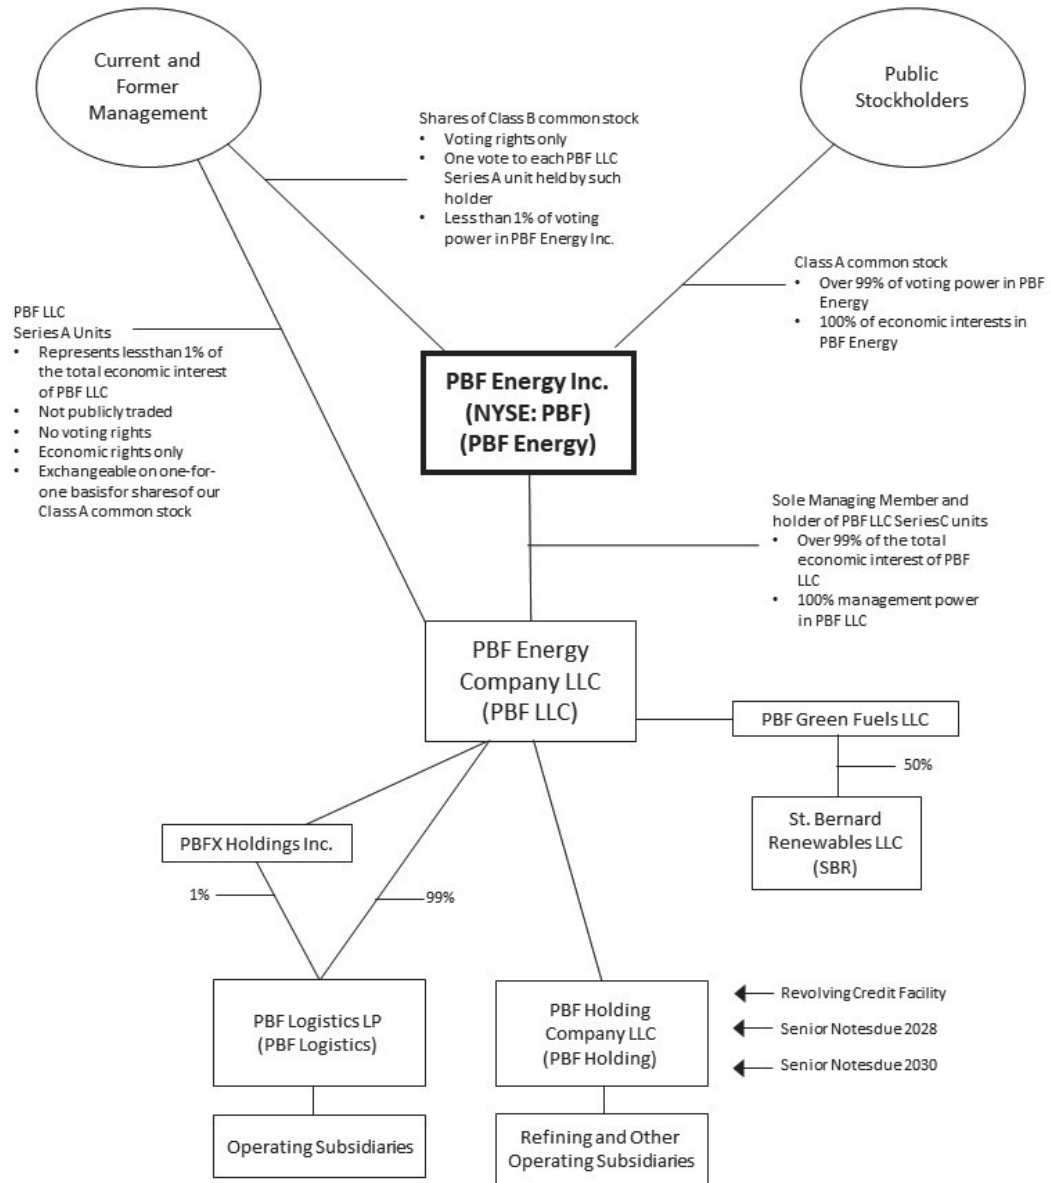 Current and
Former
Management
Public
Stockholders
Shares of Class B common stock
• Voting rights only
• One vote to each PBF LLC
Series A unit held by such
holder
• Less than 1% of voting
power in PBF Energy Inc.
Class A common stock
• Over 99% of voting power in PBF
Energy
• 100% of economic interests in
PBF Energy
PBF LLC
Series A Units
• Represents less than 1% of
the total economic interest
of PBF LLC
• Not publicly traded
• No voting rights
• Economic rights only
• Exchangeable on one-for-
one basis for shares of our
Class A common stock
PBF Energy Inc.
(NYSE: PBF)
(PBF Energy)
Sole Managing Member and
holder of PBF LLC Series C units
• Over 99% of the total
economic interest of PBF
LLC
• 100% management power
in PBF LLC
PBF Energy
Company LLC
(PBF LLC)
PBF Green Fuels LLC
50%
St. Bernard
Renewables LLC
(SBR)
PBFX Holdings Inc.
1%
99%
PBF Logistics LP
(PBF Logistics)
PBF Holding
Company LLC
(PBF Holding)
Revolving Credit Facility
Senior Notes due 2028
Senior Notes due 2030
Operating Subsidiaries
Refining and Other
Operating Subsidiaries